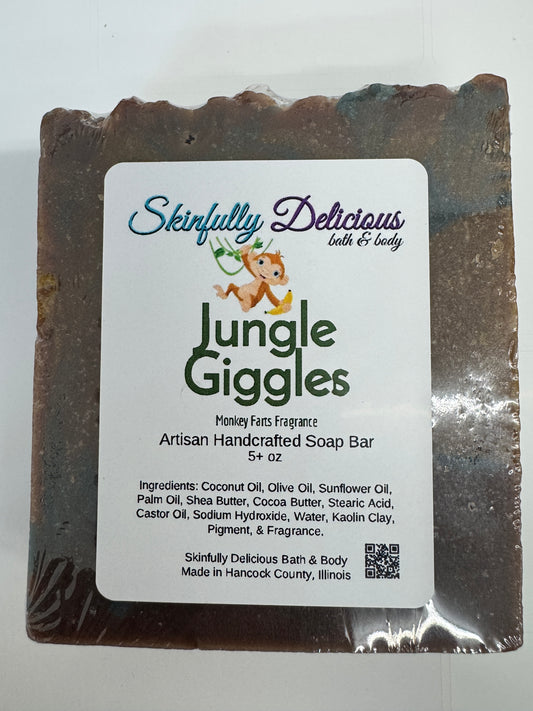 Skinfully Delicious
bath & body
Jungle
Giggles
Monkey Farts Fragrance
Artisan Handcrafted Soap Bar
5+ oz
Ingredients: Coconut Oil, Olive Oil, Sunflower Oil,
Palm Oil, Shea Butter, Cocoa Butter, Stearic Acid,
Castor Oil, Sodium Hydroxide, Water, Kaolin Clay,
Pigment, & Fragrance.
Skinfully Delicious Bath & Body
Made in Hancock County, Illinois